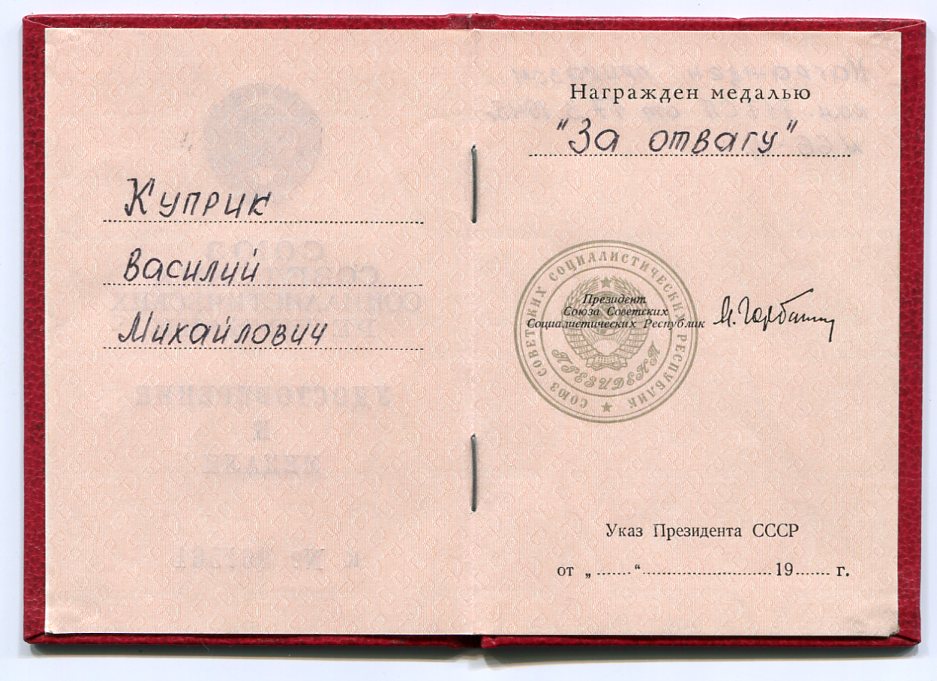 Куприк
Василий
Михайлович
Награжден медалью
"За отвагу"
СОЮЗ СОВЕТСКИХ СОЦИАЛИСТИЧЕСКИХ РЕСПУБЛИК
ПРЕЗИДЕНТ
Президент
Союза Советских
Социалистических Республик
М. Горбачев
Указ Президента СССР
от „ ...... “ ........................... 19...... г.